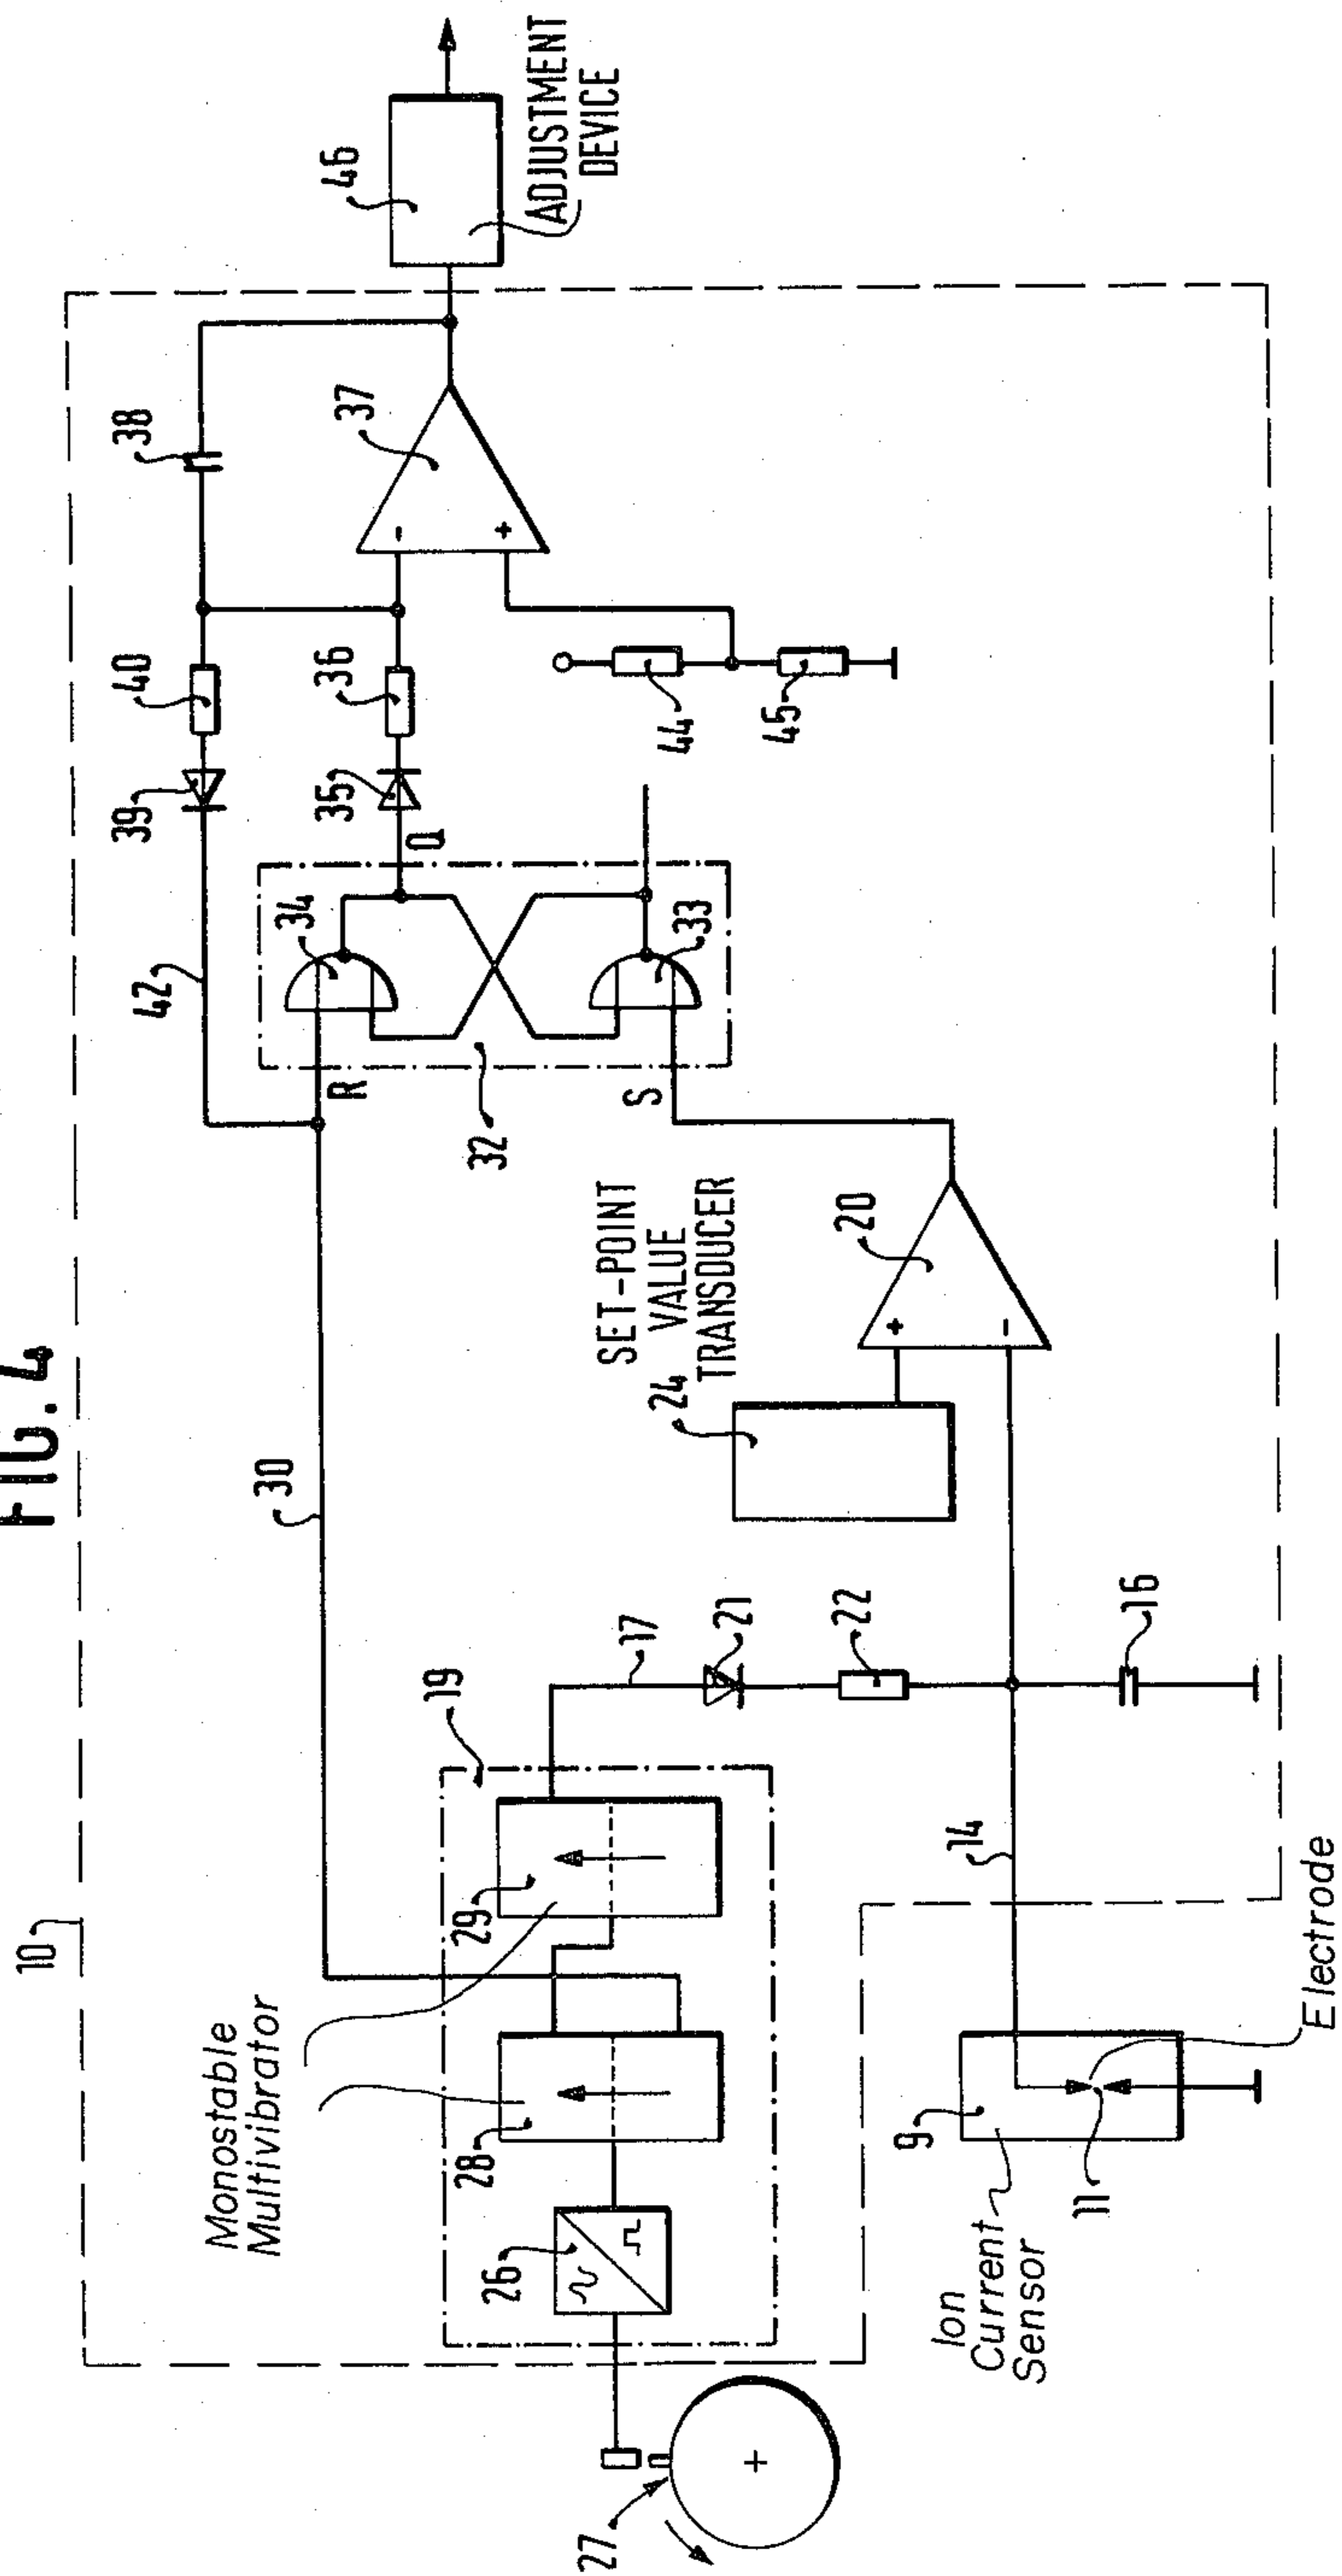 FIG. 4
10
30
42
39
40
38
46
ADJUSTMENT
DEVICE
37
-
+
36
35
Q
34
33
R
S
32
44
45
SET-POINT
VALUE
TRANSDUCER
24
20
+
-
19
17
21
22
16
14
29
28
Monostable
Multivibrator
26
27
+
9
11
Ion
Current
Sensor
Electrode